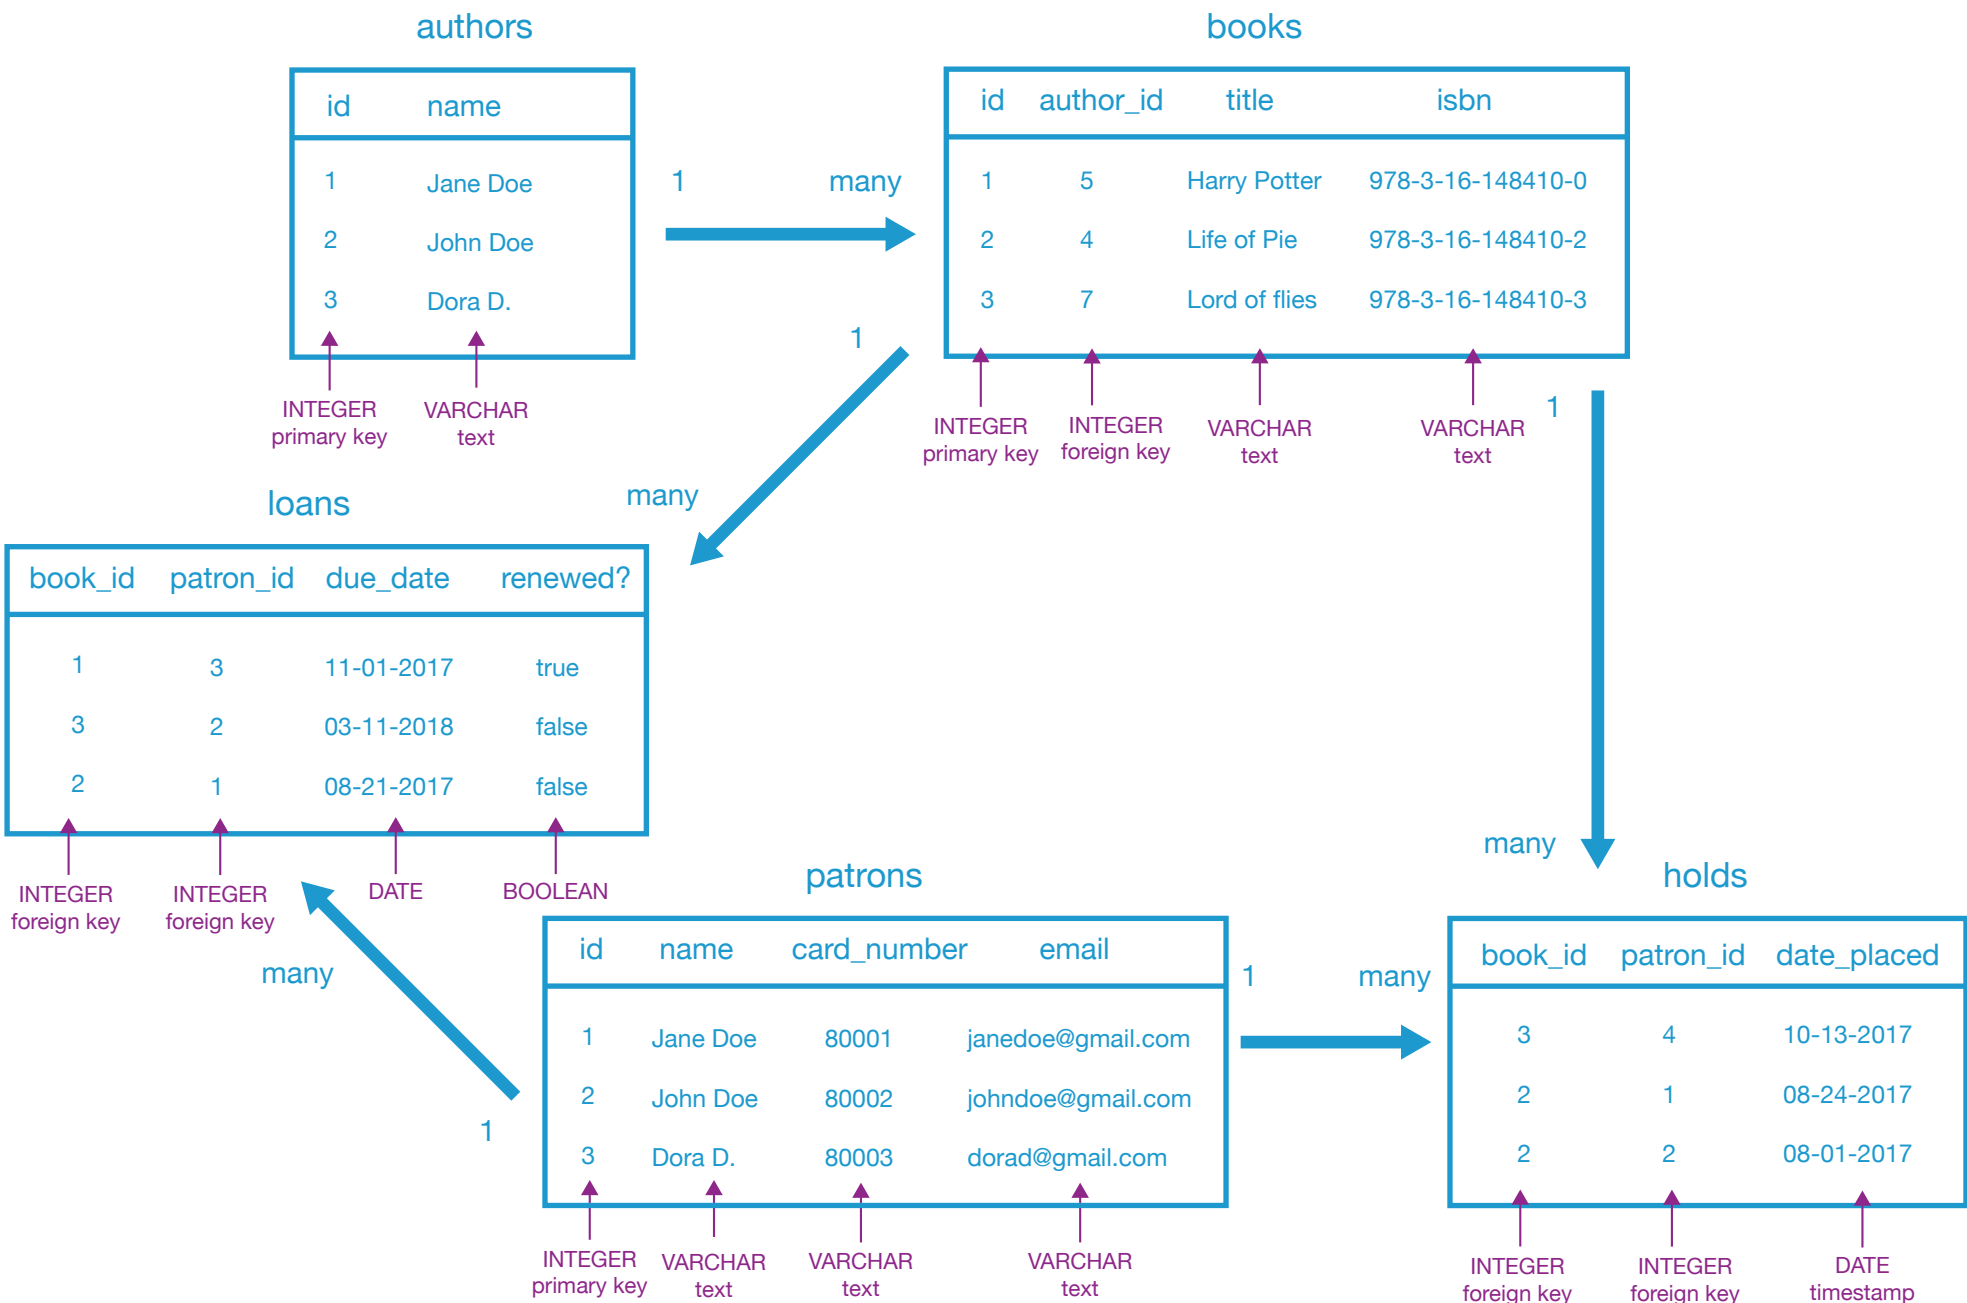 authors
id name
1 Jane Doe
2 John Doe
3 Dora D.
INTEGER
primary key
VARCHAR
text
1 many
books
id author_id title isbn
1 5 Harry Potter 978-3-16-148410-0
2 4 Life of Pie 978-3-16-148410-2
3 7 Lord of flies 978-3-16-148410-3
INTEGER
primary key
INTEGER
foreign key
VARCHAR
text
VARCHAR
text
1
many
1
many
loans
book_id patron_id due_date renewed?
1 3 11-01-2017 true
3 2 03-11-2018 false
2 1 08-21-2017 false
INTEGER
foreign key
INTEGER
foreign key
DATE
BOOLEAN
many
1
patrons
id name card_number email
1 Jane Doe 80001 janedoe@gmail.com
2 John Doe 80002 johndoe@gmail.com
3 Dora D. 80003 dorad@gmail.com
INTEGER
primary key
VARCHAR
text
VARCHAR
text
VARCHAR
text
1 many
holds
book_id patron_id date_placed
3 4 10-13-2017
2 1 08-24-2017
2 2 08-01-2017
INTEGER
foreign key
INTEGER
foreign key
DATE
timestamp